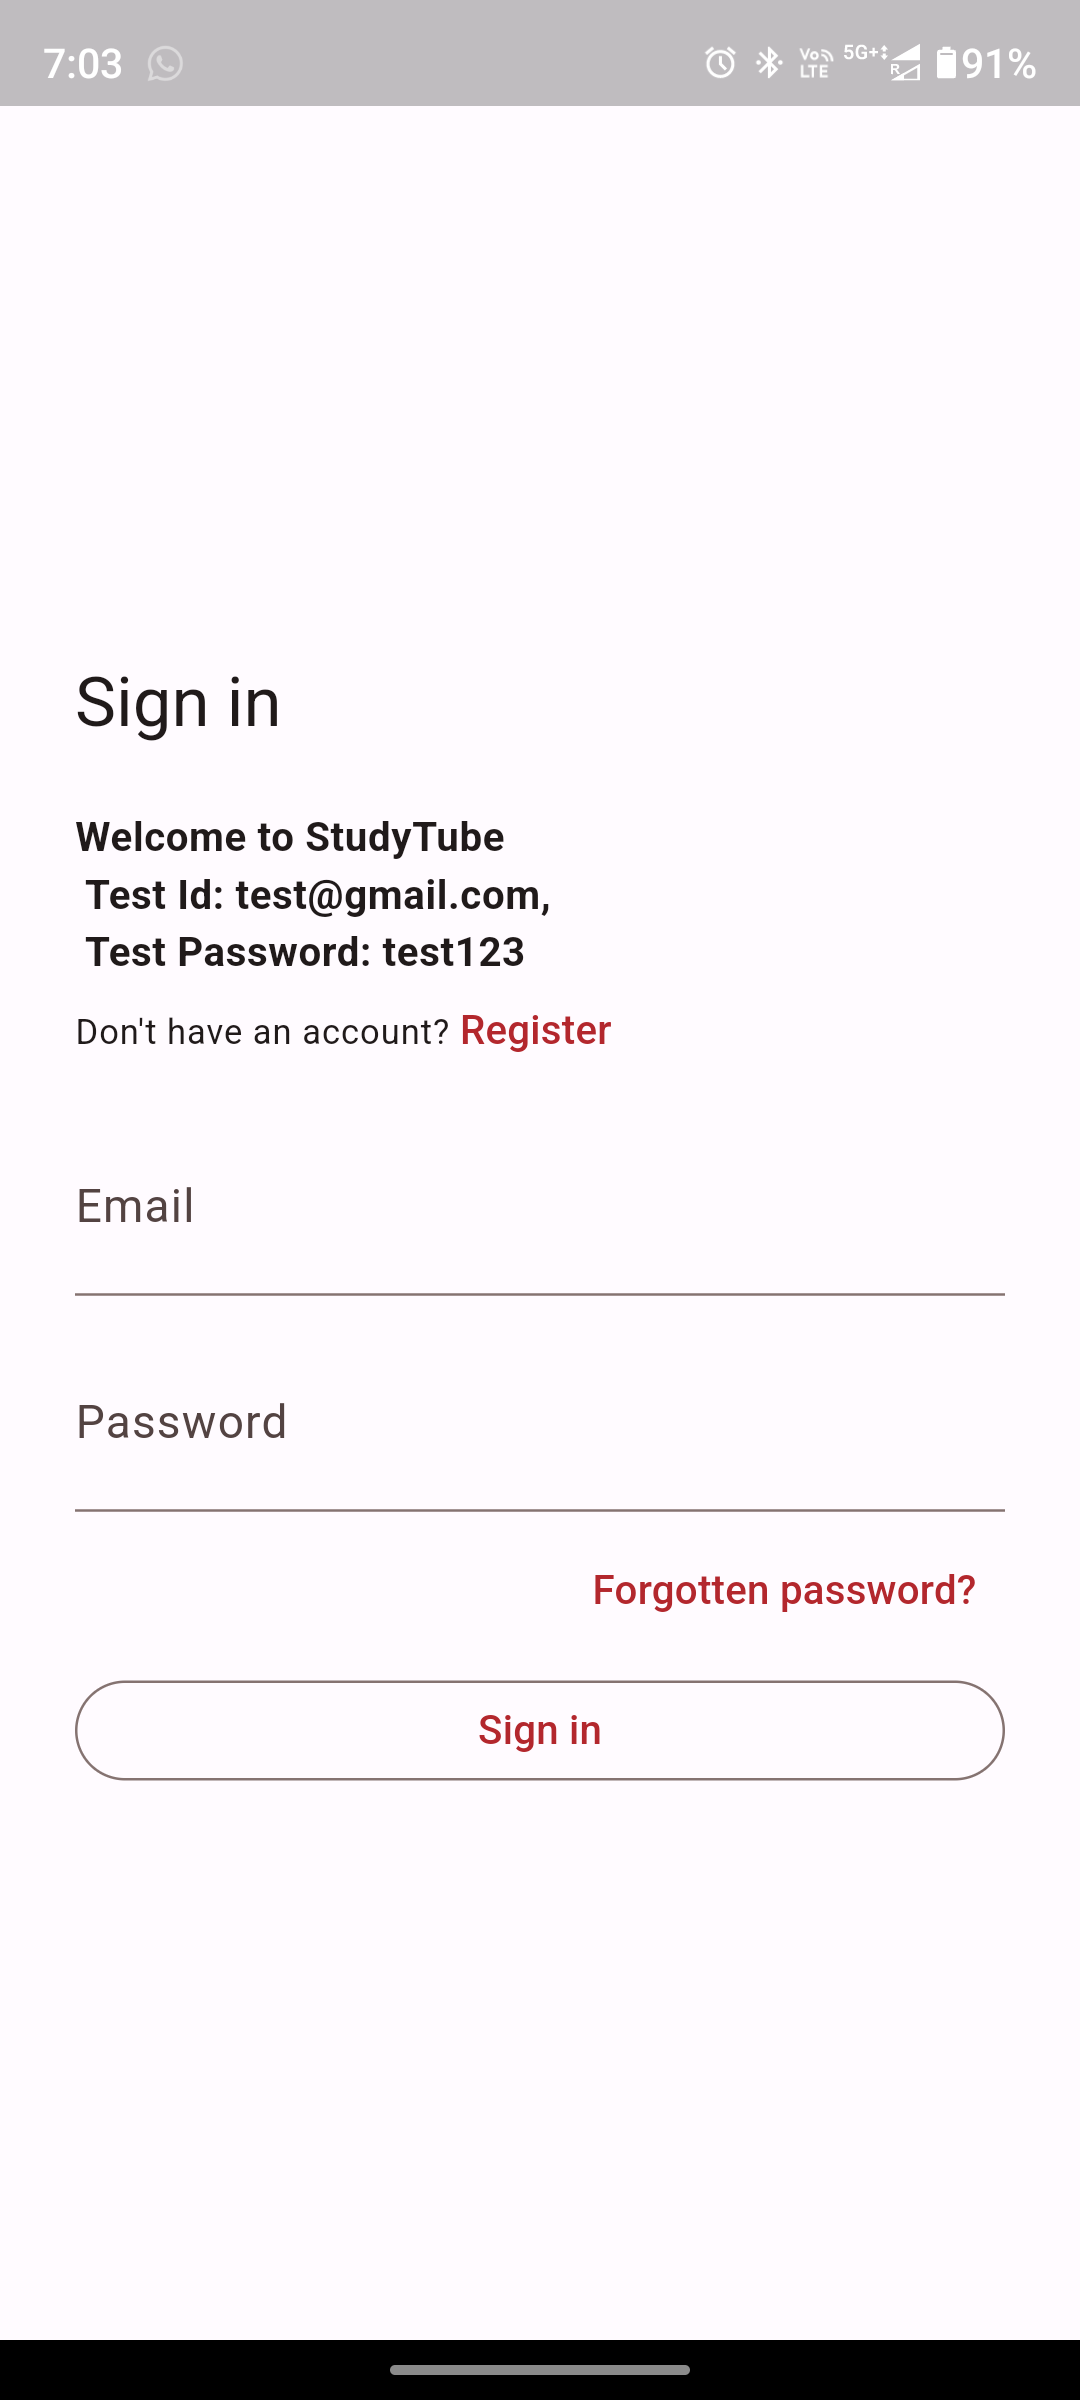 7:03 Vo LTE 5G+ R 91%
Sign in
Welcome to StudyTube
Test Id: test@gmail.com,
Test Password: test123
Don't have an account? Register
Email
Password
Forgotten password?
Sign in